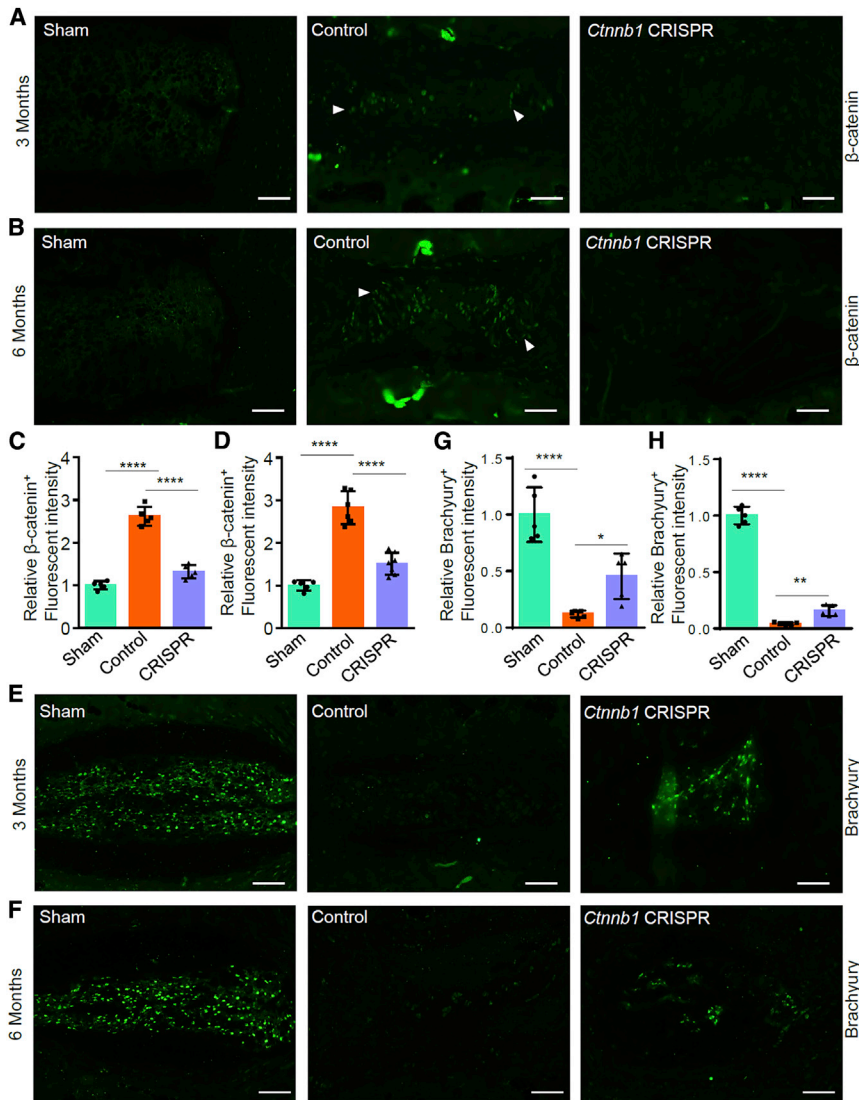 A
Sham
Control
Ctnnb1 CRISPR
3 Months
β-catenin
B
Sham
Control
Ctnnb1 CRISPR
6 Months
β-catenin
C
Relative β-catenin+
Fluorescent intensity
4
3
2
1
0
****
****
Sham
Control
CRISPR
D
Relative β-catenin+
Fluorescent intensity
4
3
2
1
0
****
****
Sham
Control
CRISPR
G
Relative Brachyury+
Fluorescent intensity
1.5
1.0
0.5
0.0
****
*
Sham
Control
CRISPR
H
Relative Brachyury+
Fluorescent intensity
1.5
1.0
0.5
0.0
****
**
Sham
Control
CRISPR
E
Sham
Control
Ctnnb1 CRISPR
3 Months
Brachyury
F
Sham
Control
Ctnnb1 CRISPR
6 Months
Brachyury